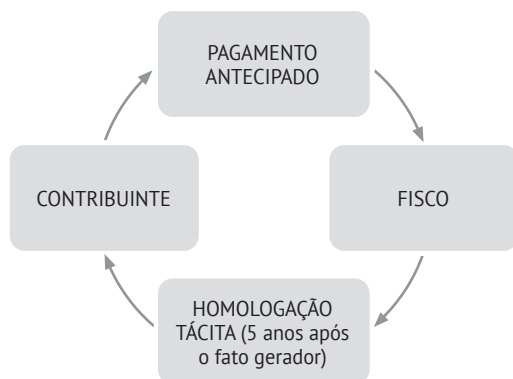 PAGAMENTO
ANTECIPADO
CONTRIBUINTE
FISCO
HOMOLOGAÇÃO
TÁCITA (5 anos após
o fato gerador)